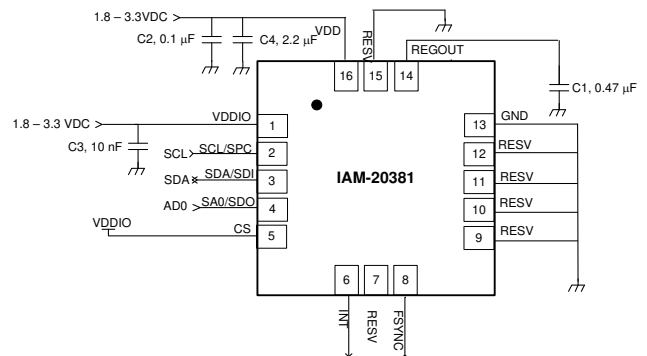 1.8 – 3.3VDC
C2, 0.1 µF
C4, 2.2 µF
VDD
RESV
REGOUT
C1, 0.47 µF
16
15
14
1.8 – 3.3 VDC
C3, 10 nF
VDDIO
1
SCL
SCL/SPC
2
SDA
SDA/SDI
3
AD0
SA0/SDO
4
VDDIO
CS
5
IAM-20381
13
GND
12
RESV
11
RESV
10
RESV
9
RESV
6
7
8
INT
RESV
FSYNC